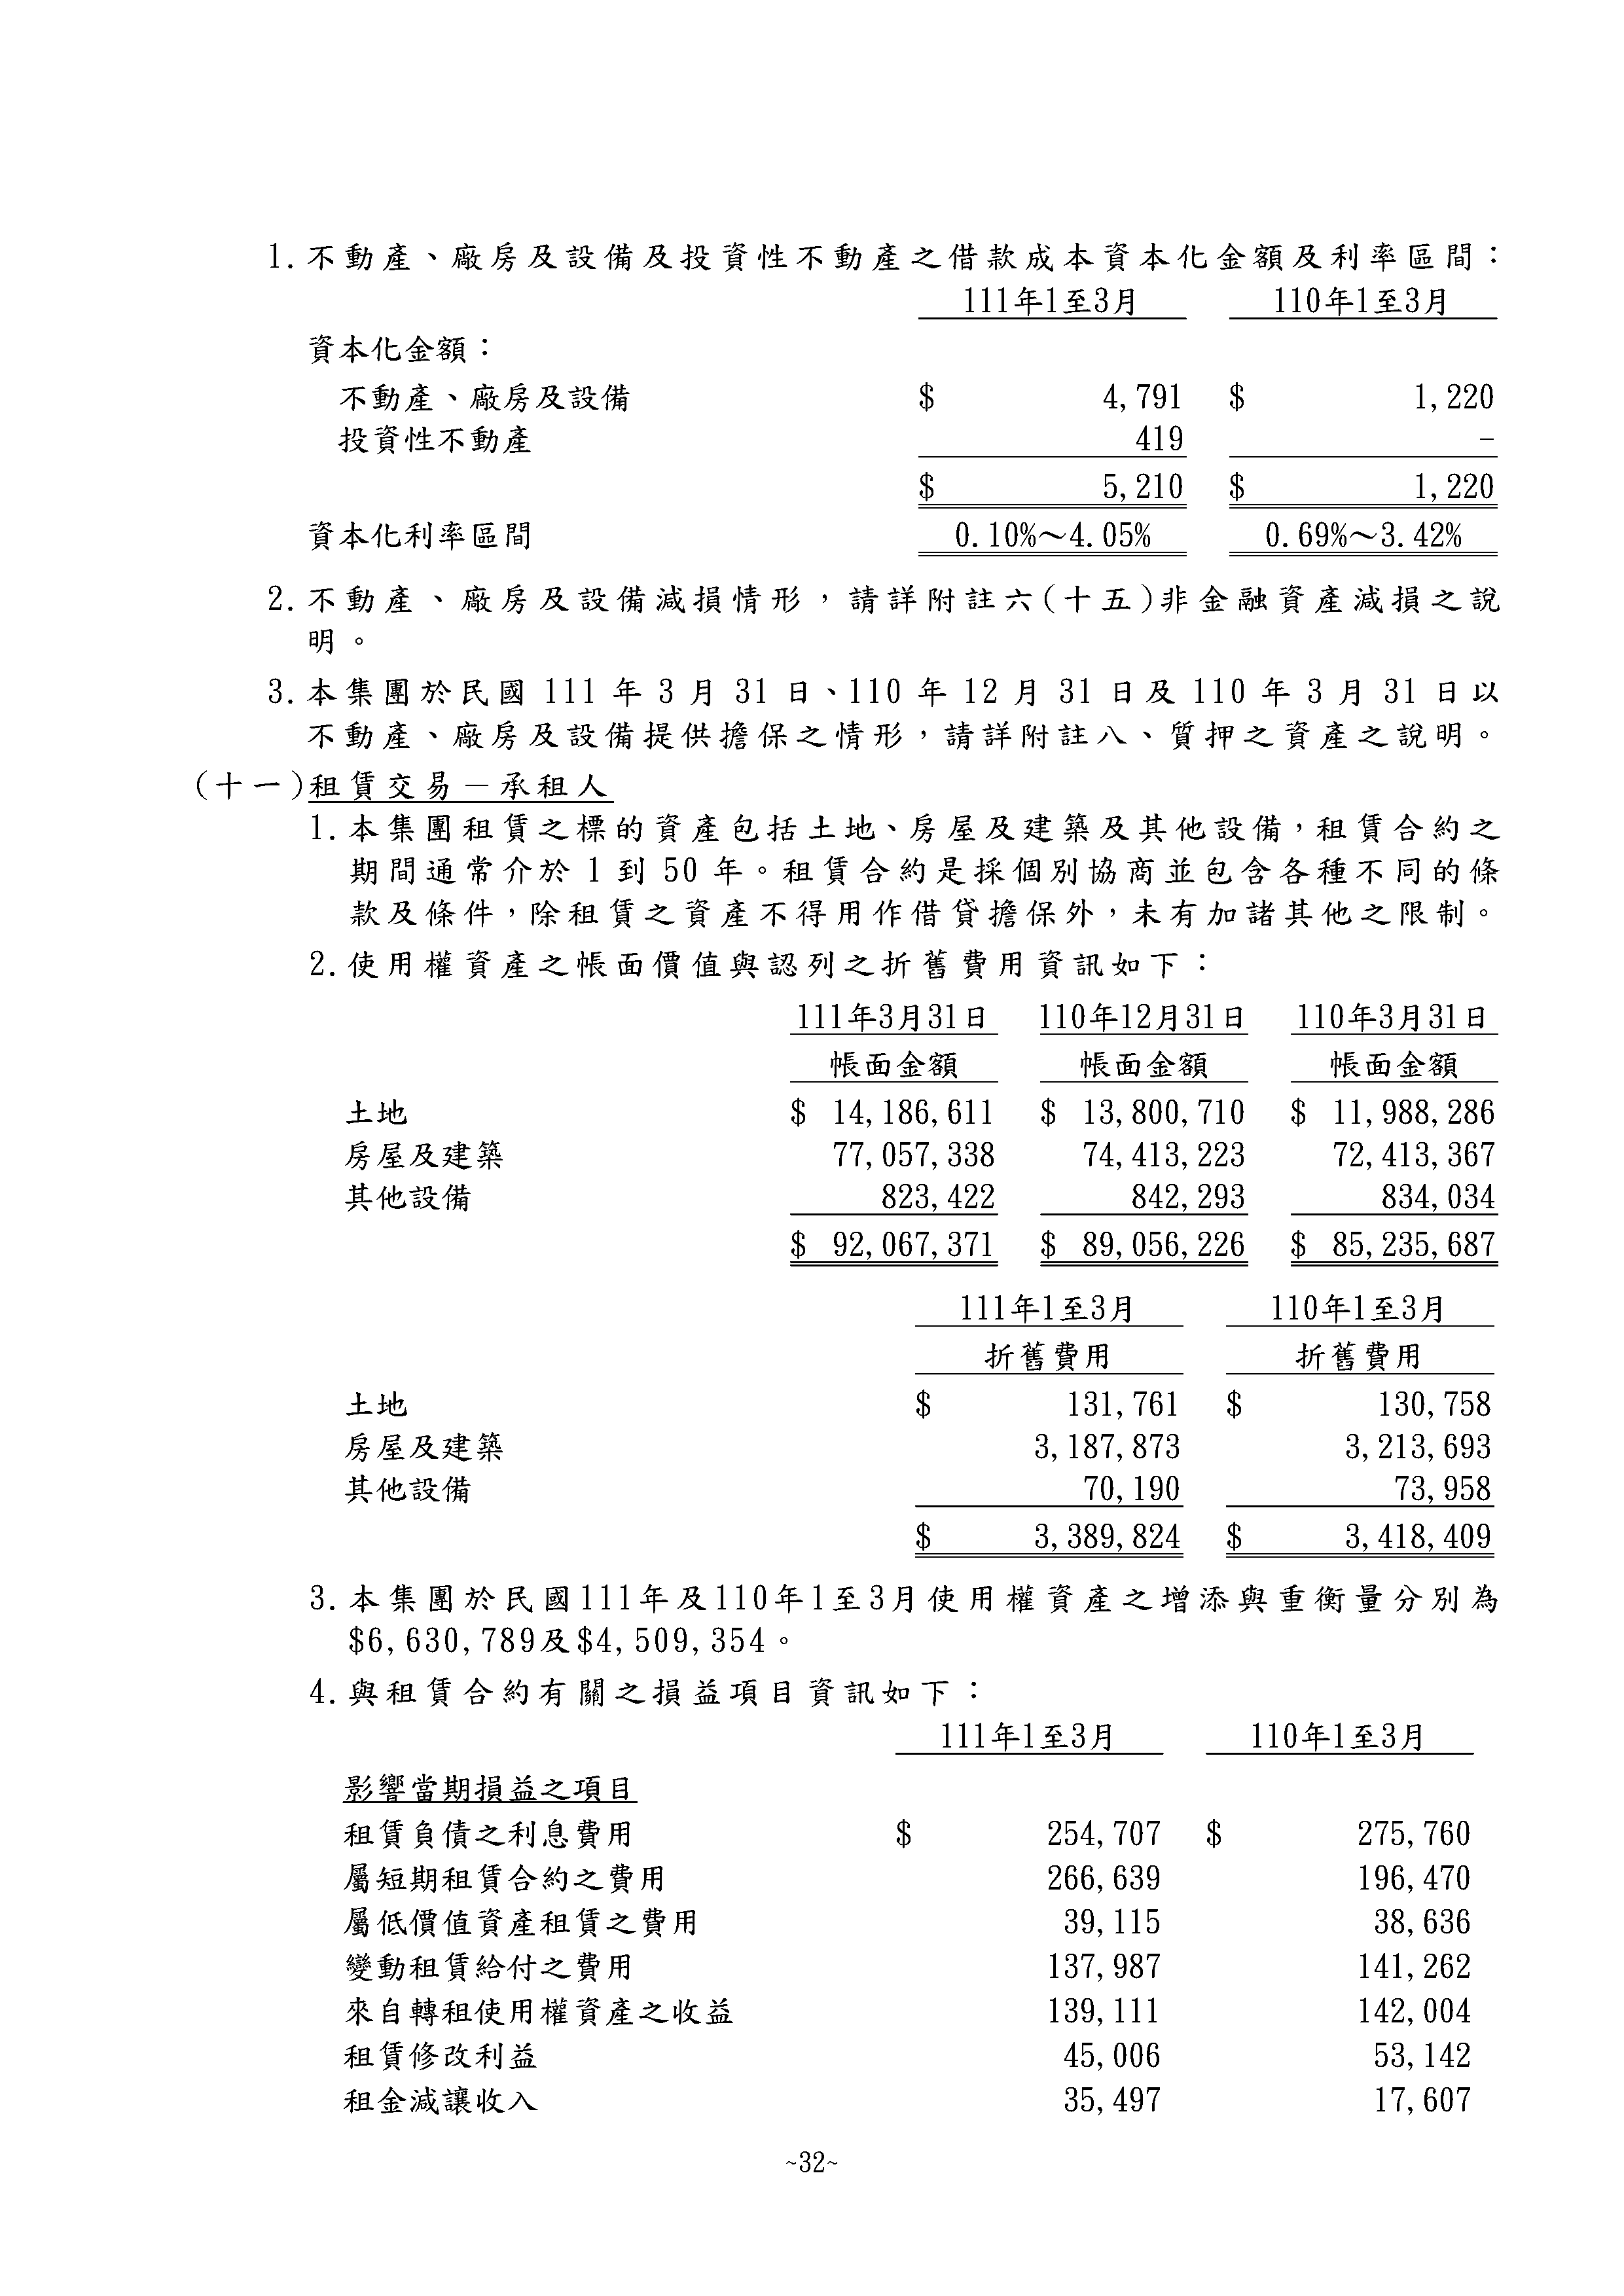 1.不動產、廠房及設備及投資性不動產之借款成本資本化金額及利率區間：
111年1至3月 110年1至3月
資本化金額：
不動產、廠房及設備 $ 4,791 $ 1,220
投資性不動產 419 -
$ 5,210 $ 1,220
資本化利率區間 0.10%~4.05% 0.69%~3.42%
2.不動產、廠房及設備減損情形，請詳附註六(十五)非金融資產減損之說
明。
3.本集團於民國 111 年 3 月 31 日、110 年 12 月 31 日及 110 年 3 月 31 日以
不動產、廠房及設備提供擔保之情形，請詳附註八、質押之資產之說明。
(十一)租賃交易－承租人
1.本集團租賃之標的資產包括土地、房屋及建築及其他設備，租賃合約之
期間通常介於 1 到 50 年。租賃合約是採個別協商並包含各種不同的條
款及條件，除租賃之資產不得用作借貸擔保外，未有加諸其他之限制。
2.使用權資產之帳面價值與認列之折舊費用資訊如下：
111年3月31日 110年12月31日 110年3月31日
帳面金額 帳面金額 帳面金額
土地 $ 14,186,611 $ 13,800,710 $ 11,988,286
房屋及建築 77,057,338 74,413,223 72,413,367
其他設備 823,422 842,293 834,034
$ 92,067,371 $ 89,056,226 $ 85,235,687
111年1至3月 110年1至3月
折舊費用 折舊費用
土地 $ 131,761 $ 130,758
房屋及建築 3,187,873 3,213,693
其他設備 70,190 73,958
$ 3,389,824 $ 3,418,409
3.本集團於民國111年及110年1至3月使用權資產之增添與重衡量分別為
$6,630,789及$4,509,354。
4.與租賃合約有關之損益項目資訊如下：
111年1至3月 110年1至3月
影響當期損益之項目
租賃負債之利息費用 $ 254,707 $ 275,760
屬短期租賃合約之費用 266,639 196,470
屬低價值資產租賃之費用 39,115 38,636
變動租賃給付之費用 137,987 141,262
來自轉租使用權資產之收益 139,111 142,004
租賃修改利益 45,006 53,142
租金減讓收入 35,497 17,607
~32~